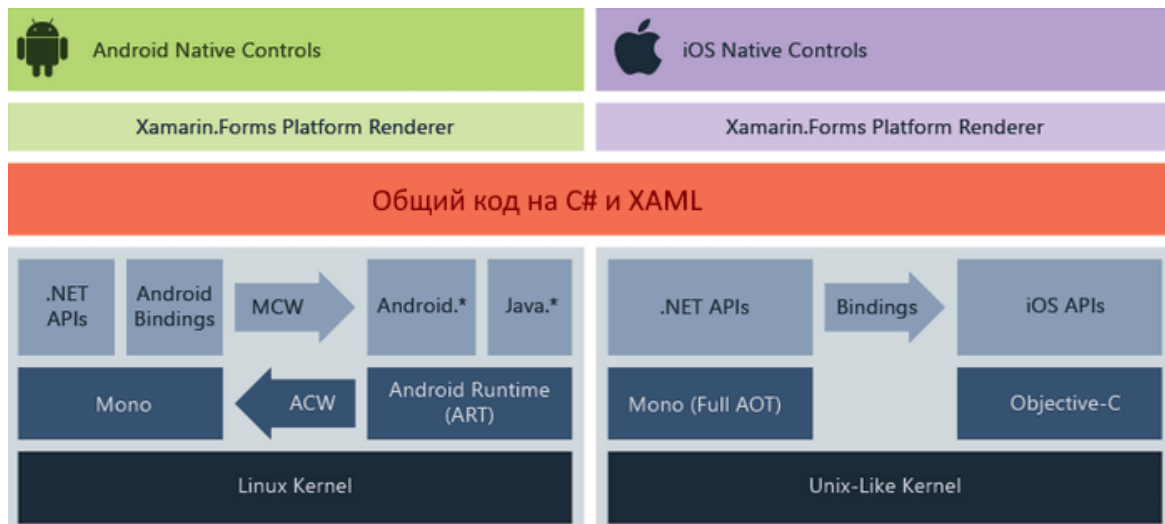 Android Native Controls
iOS Native Controls
Xamarin.Forms Platform Renderer
Xamarin.Forms Platform Renderer
Общий код на C# и XAML
.NET
APIs
Android
Bindings
MCW
Android.*
Java.*
.NET APIs
Bindings
iOS APIs
Mono
ACW
Android Runtime
(ART)
Mono (Full AOT)
Objective-C
Linux Kernel
Unix-Like Kernel